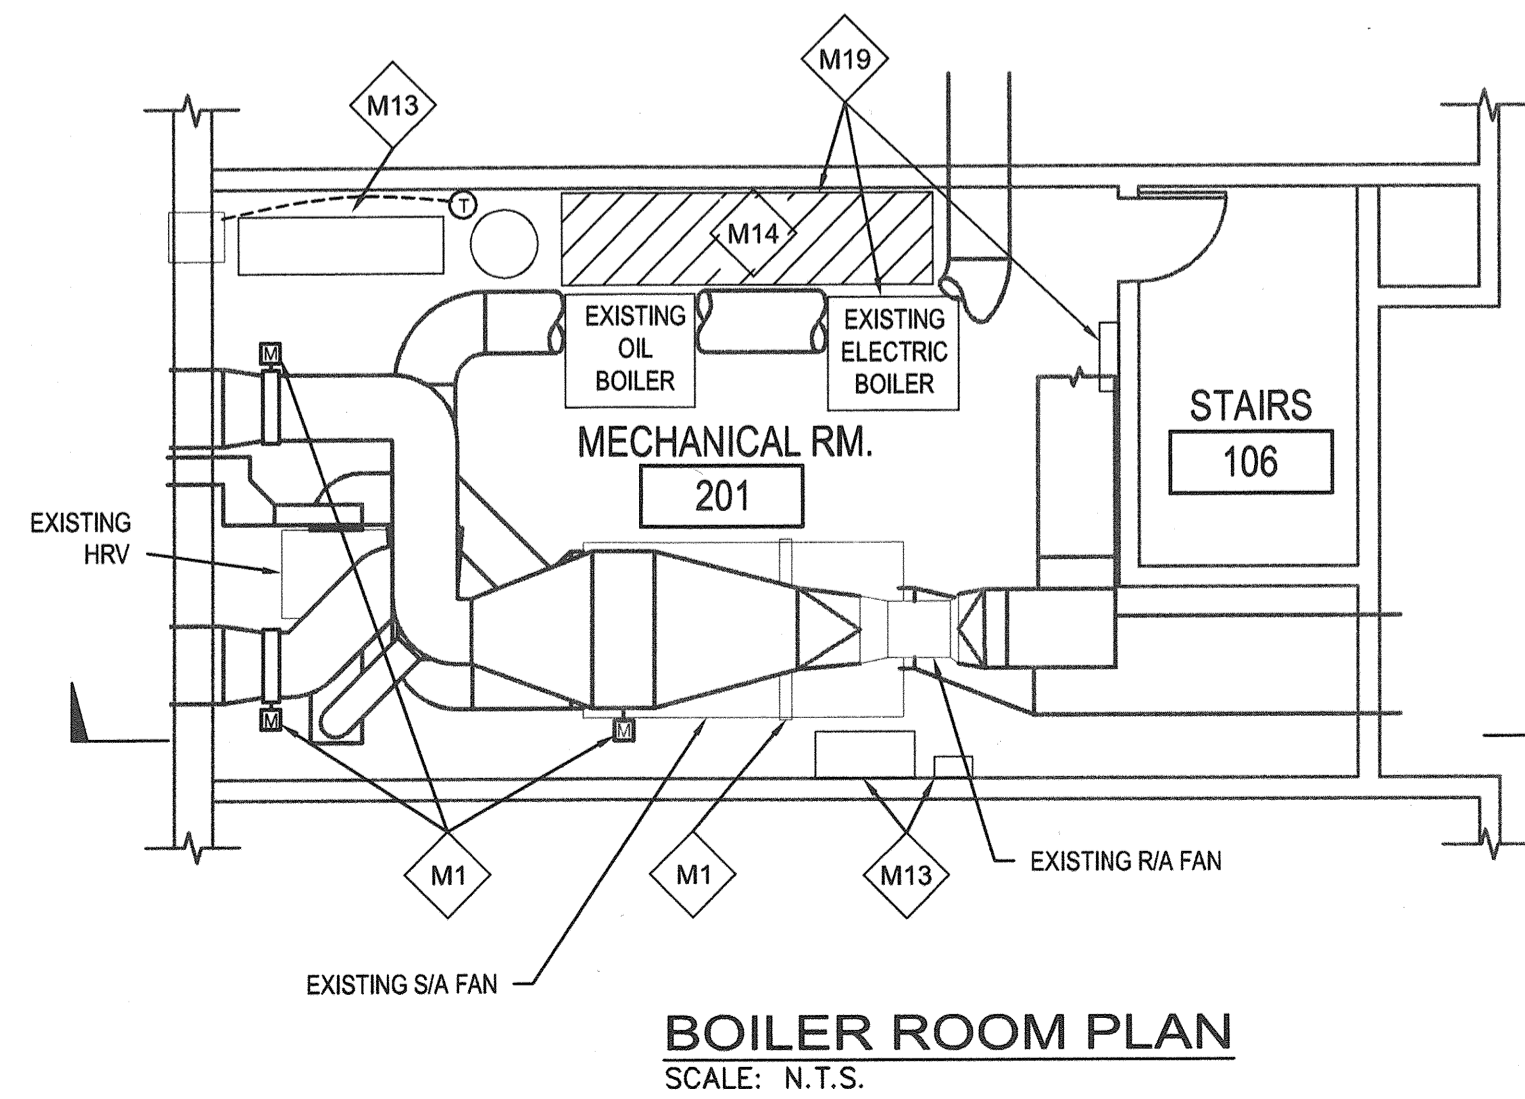 M19
M13
T
M14
EXISTING
OIL
BOILER
EXISTING
ELECTRIC
BOILER
M
STAIRS
106
MECHANICAL RM.
201
EXISTING
HRV
M
M
M1
M1
M13
EXISTING R/A FAN
EXISTING S/A FAN
BOILER ROOM PLAN
SCALE: N.T.S.